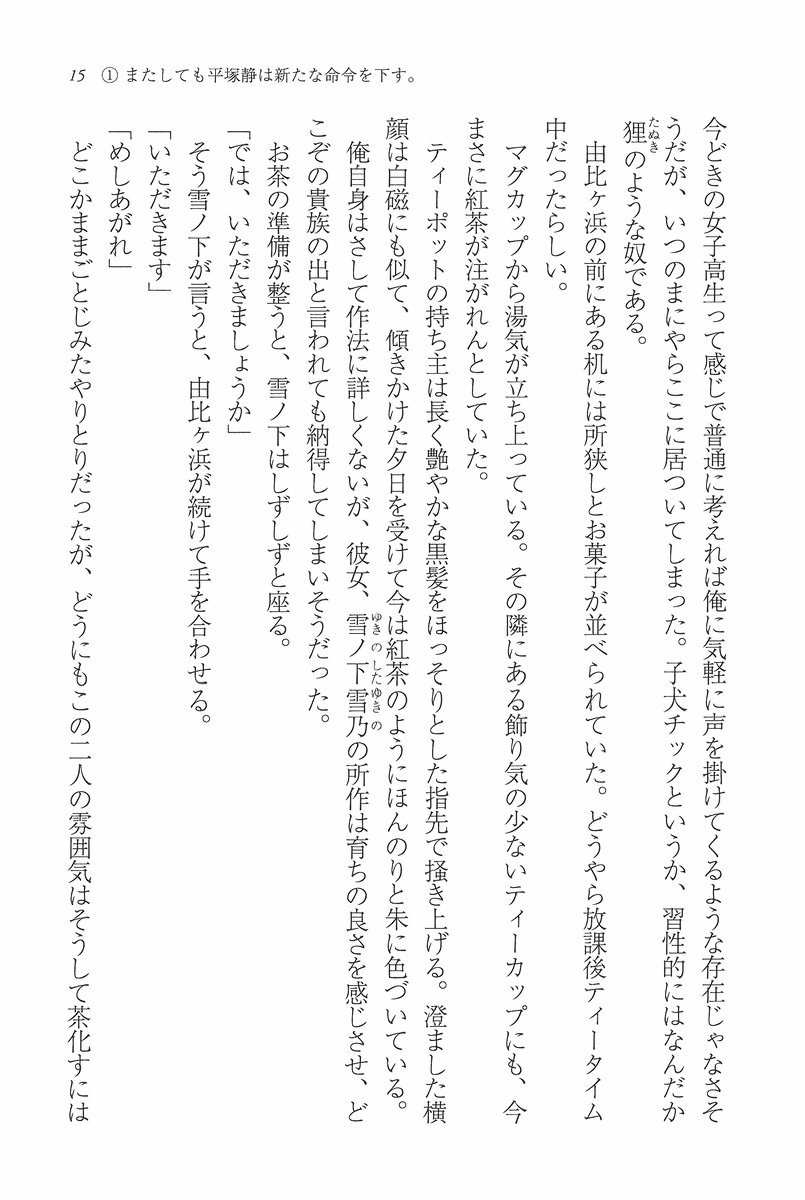 15 ① またしても平塚静は新たな命令を下す。
今どきの女子高生って感じで普通に考えれば俺に気軽に声を掛けてくるような存在じゃなさそ
うだが、いつのまにやらここに居ついてしまった。子犬チックというか、習性的にはなんだか
狸のような奴である。
たぬき
由比ヶ浜の前にある机には所狭しとお菓子が並べられていた。どうやら放課後ティータイム
中だったらしい。
マグカップから湯気が立ち上っている。その隣にある飾り気の少ないティーカップにも、今
まさに紅茶が注がれんとしていた。
ティーポットの持ち主は長く艶やかな黒髪をほっそりとした指先で掻き上げる。澄ました横
顔は白磁にも似て、傾きかけた夕日を受けて今は紅茶のようにほんのりと朱に色づいている。
俺自身はさして作法に詳しくないが、彼女、雪ノ下雪乃の所作は育ちの良さを感じさせ、ど
ゆきのしたゆきの
こぞの貴族の出と言われても納得してしまいそうだった。
お茶の準備が整うと、雪ノ下はしずしずと座る。
「では、いただきましょうか」
そう雪ノ下が言うと、由比ヶ浜が続けて手を合わせる。
「いただきます」
「めしあがれ」
どこかままごとじみたやりとりだったが、どうにもこの二人の雰囲気はそうして茶化すには